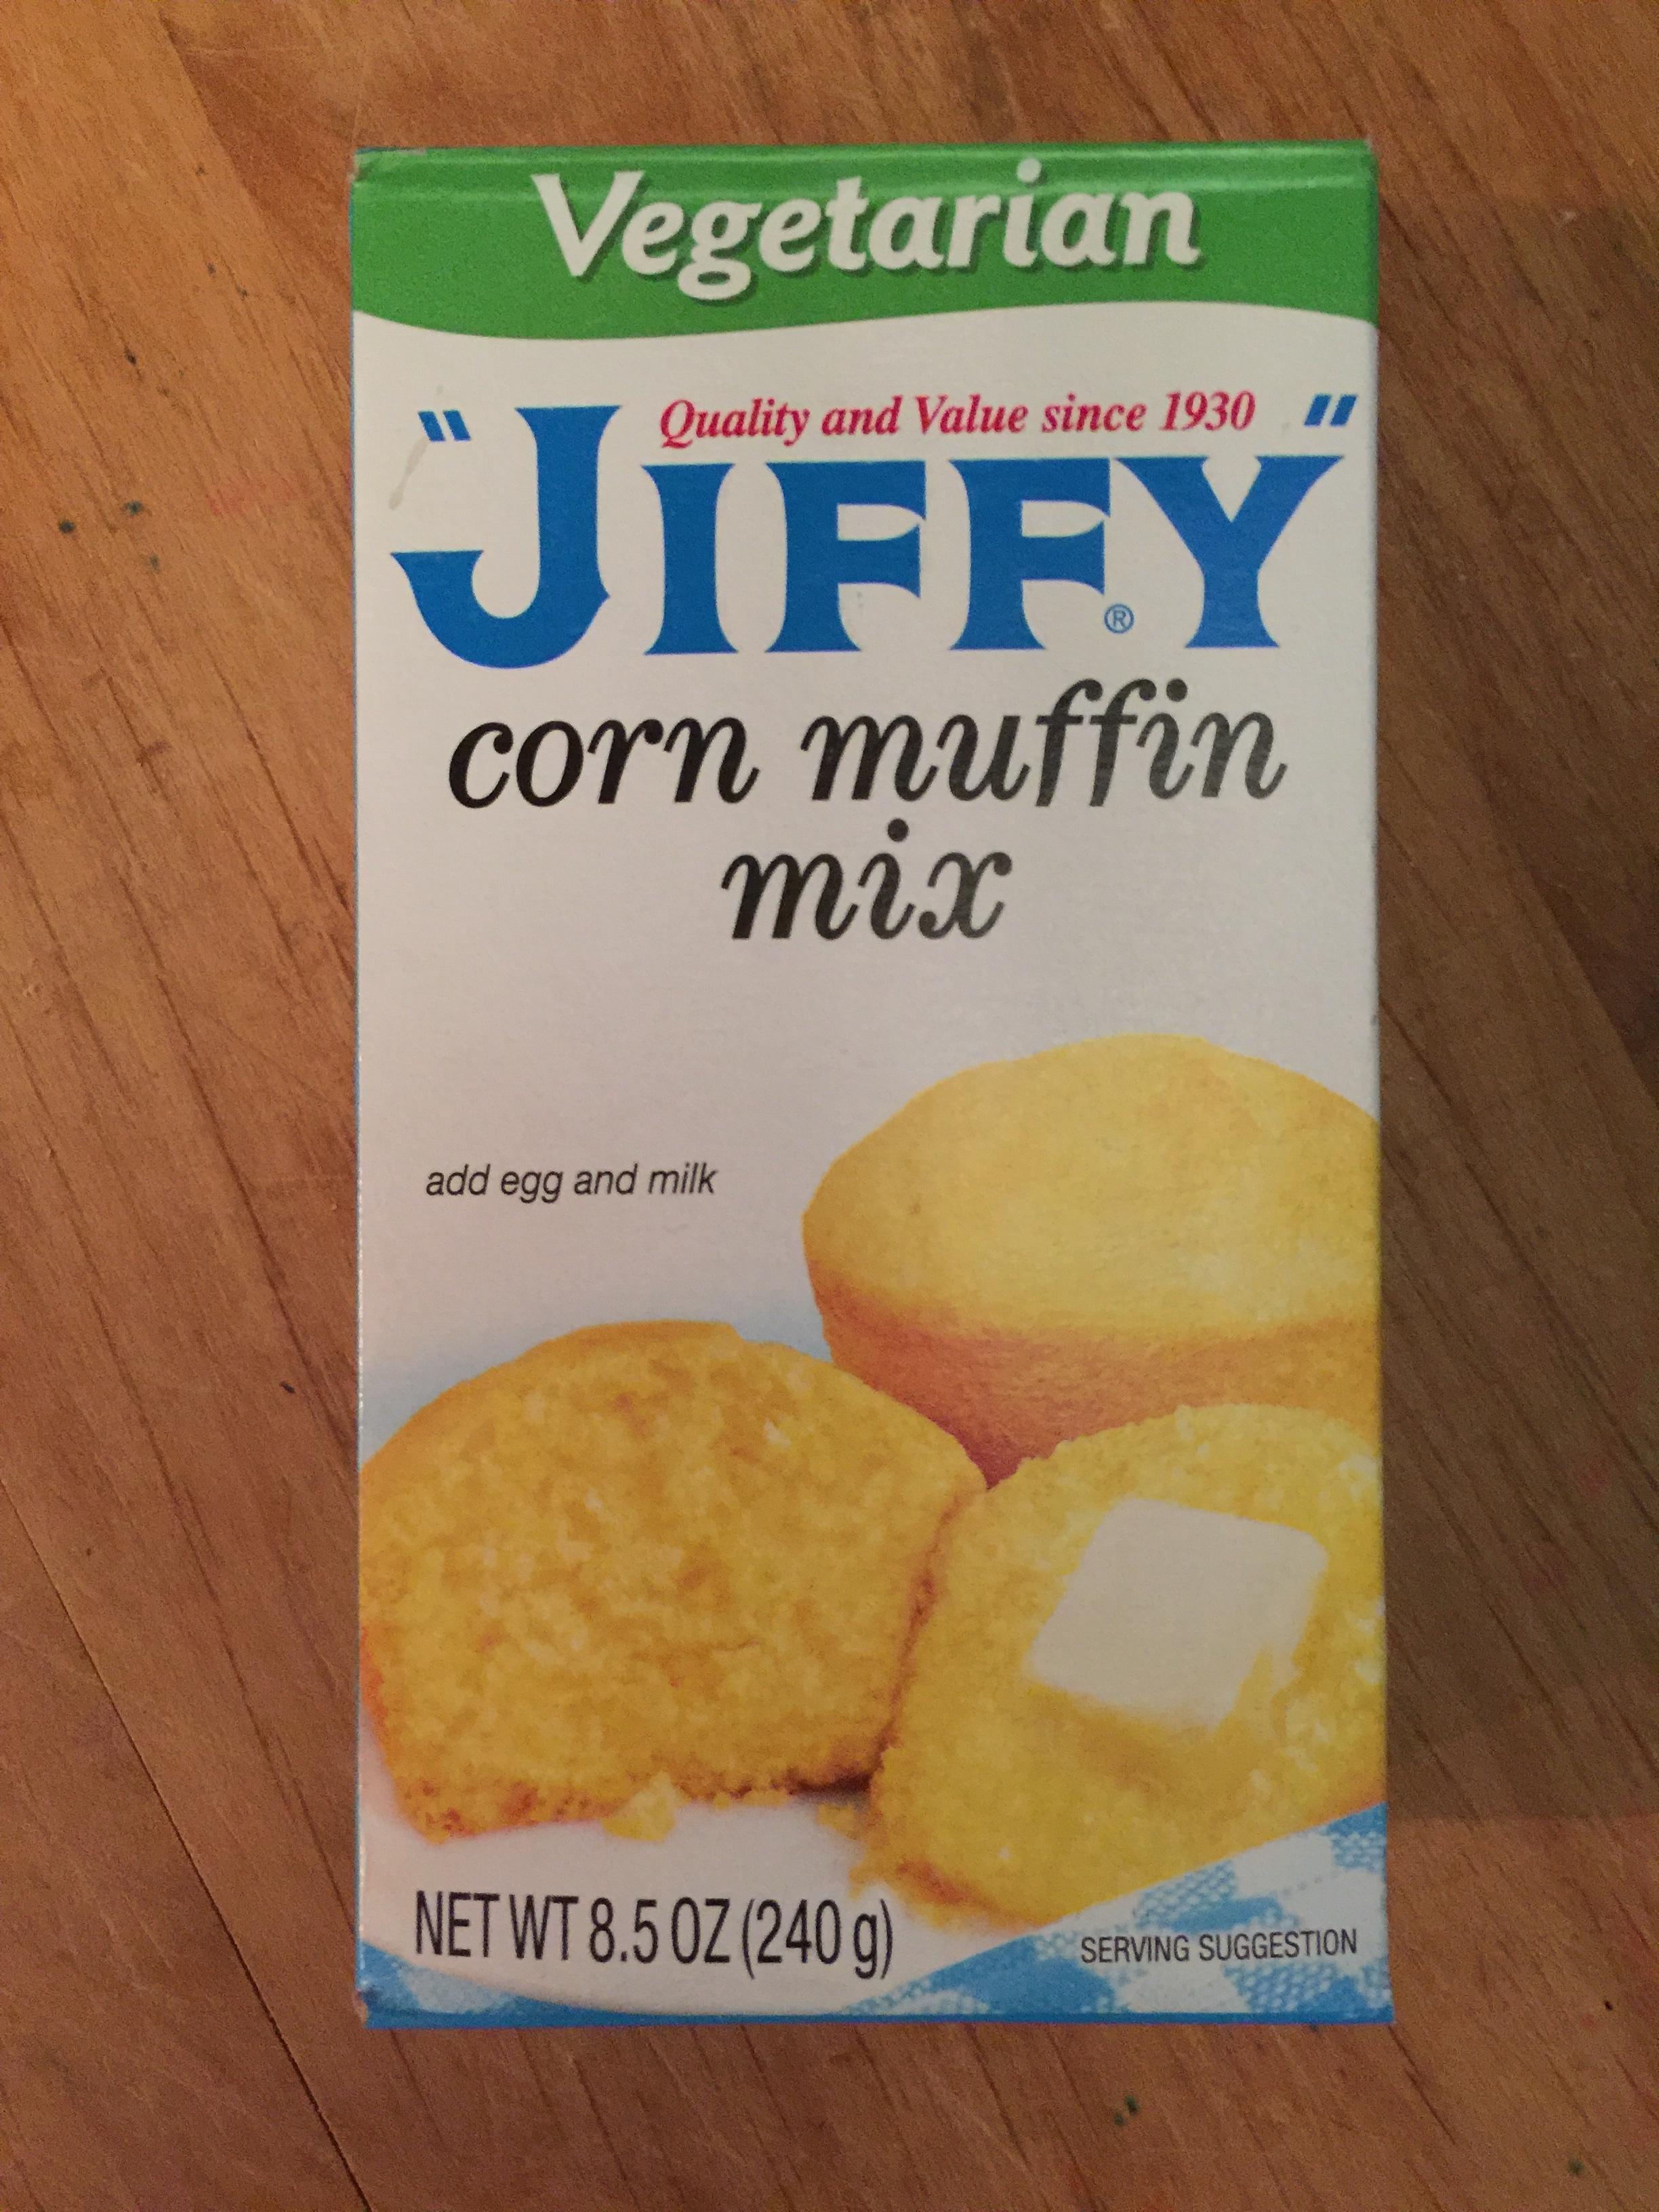 Vegetarian
Quality and Value since 1930
"JIFFY"®
corn muffin
mix
add egg and milk
NET WT 8.5 OZ (240 g)
SERVING SUGGESTION